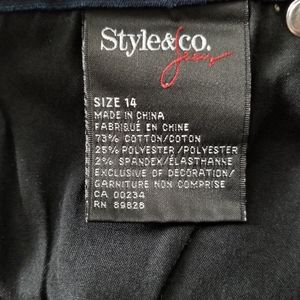 Style&co.
Jeans
SIZE 14
MADE IN CHINA
FABRIQUÉ EN CHINE
73% COTTON/COTON
25% POLYESTER/POLYESTER
2% SPANDEX/ÉLASTHANNE
EXCLUSIVE OF DECORATION/
GARNITURE NON COMPRISE
CA 00234
RN 89826